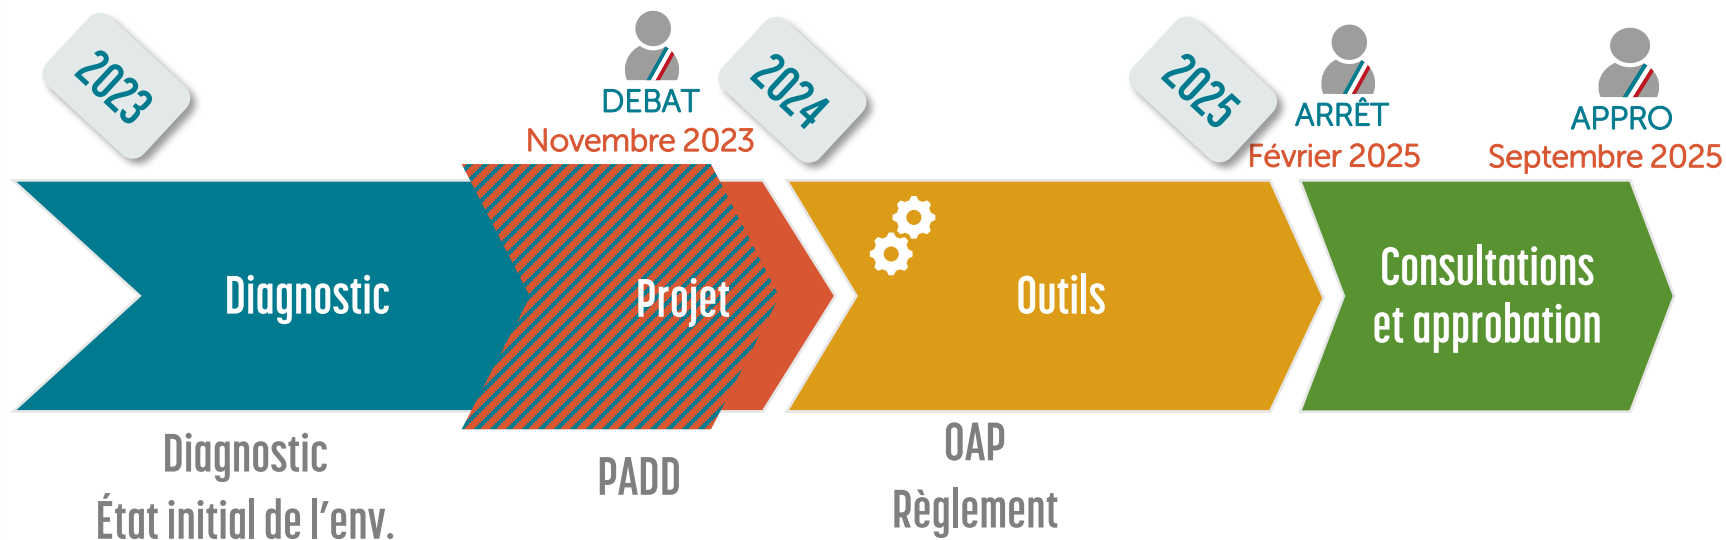 2023
DEBAT
Novembre 2023
2024
2025
ARRÊT
Février 2025
APPRO
Septembre 2025
Diagnostic
Projet
Outils
Consultations
et approbation
Diagnostic
État initial de l'env.
PADD
OAP
Règlement